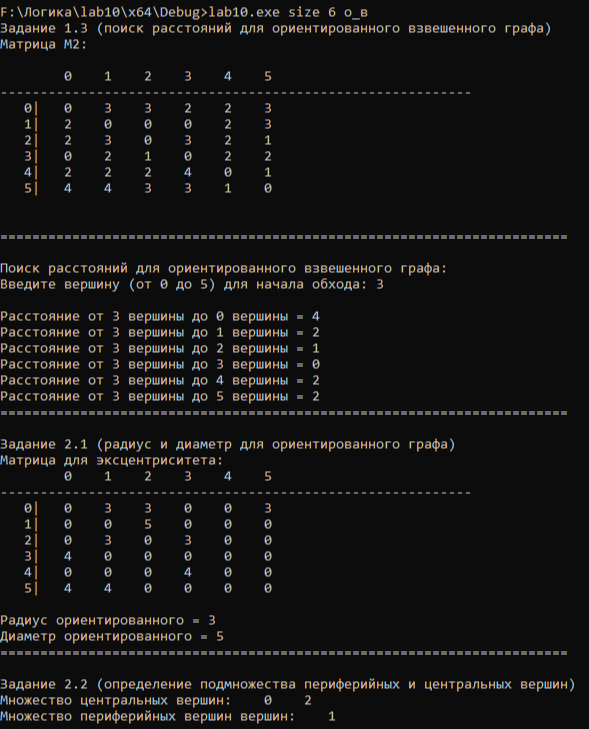 F:\Логика\lab10\x64\Debug>lab10.exe size 6 о_в
Задание 1.3 (поиск расстояний для ориентированного взвешенного графа)
Матрица M2:
0 1 2 3 4 5
-----------------------------------------------------------
0| 0 3 3 2 2 3
1| 2 0 0 0 2 3
2| 2 3 0 3 2 1
3| 0 2 1 0 2 2
4| 2 2 2 4 0 1
5| 4 4 3 3 1 0
=======================================================================
Поиск расстояний для ориентированного взвешенного графа:
Введите вершину (от 0 до 5) для начала обхода: 3
Расстояние от 3 вершины до 0 вершины = 4
Расстояние от 3 вершины до 1 вершины = 2
Расстояние от 3 вершины до 2 вершины = 1
Расстояние от 3 вершины до 3 вершины = 0
Расстояние от 3 вершины до 4 вершины = 2
Расстояние от 3 вершины до 5 вершины = 2
=======================================================================
Задание 2.1 (радиус и диаметр для ориентированного графа)
Матрица для эксцентриситета:
0 1 2 3 4 5
-----------------------------------------------------------
0| 0 3 3 0 0 3
1| 0 0 5 0 0 0
2| 0 3 0 3 0 0
3| 4 0 0 0 0 0
4| 0 0 0 4 0 0
5| 4 4 0 0 0 0
Радиус ориентированного = 3
Диаметр ориентированного = 5
=======================================================================
Задание 2.2 (определение подмножества периферийных и центральных вершин)
Множество центральных вершин: 0 2
Множество периферийных вершин вершин: 1